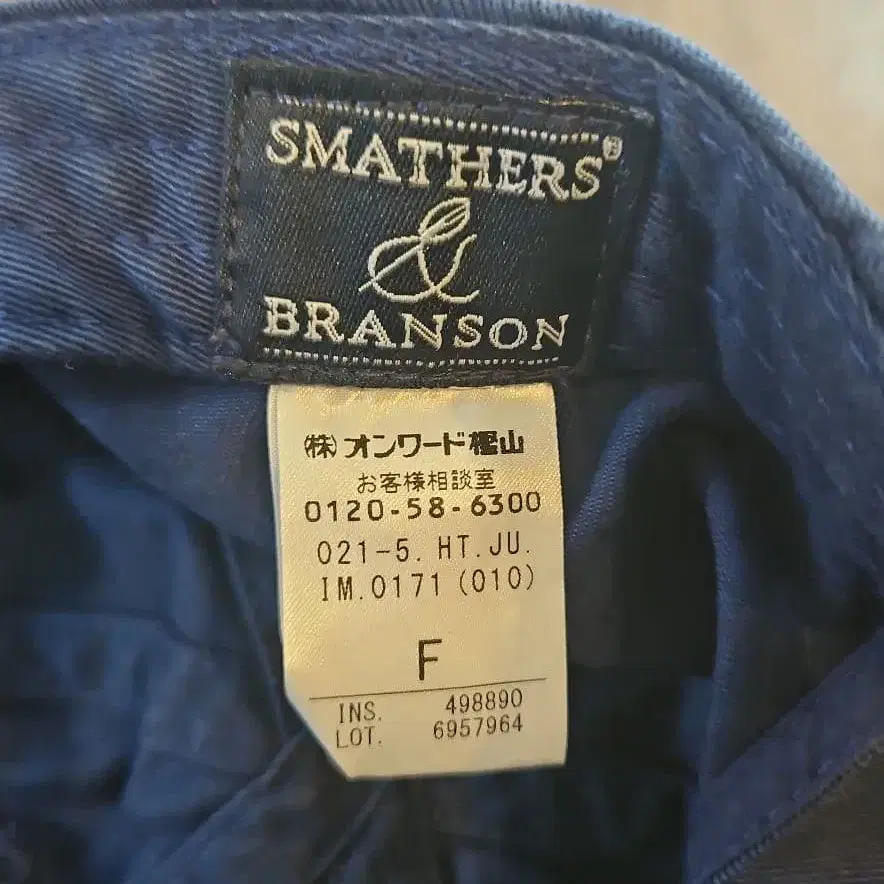 SMATHERS®
&
BRANSON
㈱オンワード樫山
お客様相談室
0120-58-6300
021-5. HT. JU.
IM. 0171 (010)
F
INS. 498890
LOT. 6957964